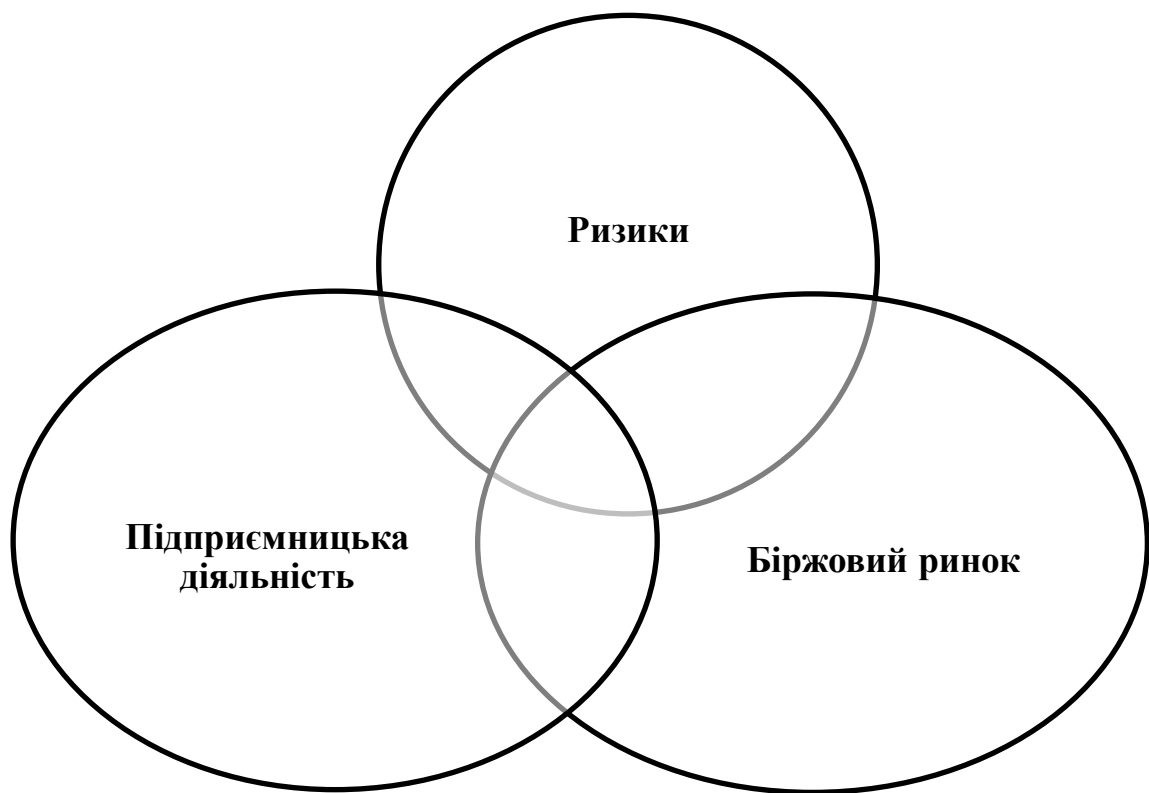 Ризики
Підприємницька
діяльність
Біржовий ринок